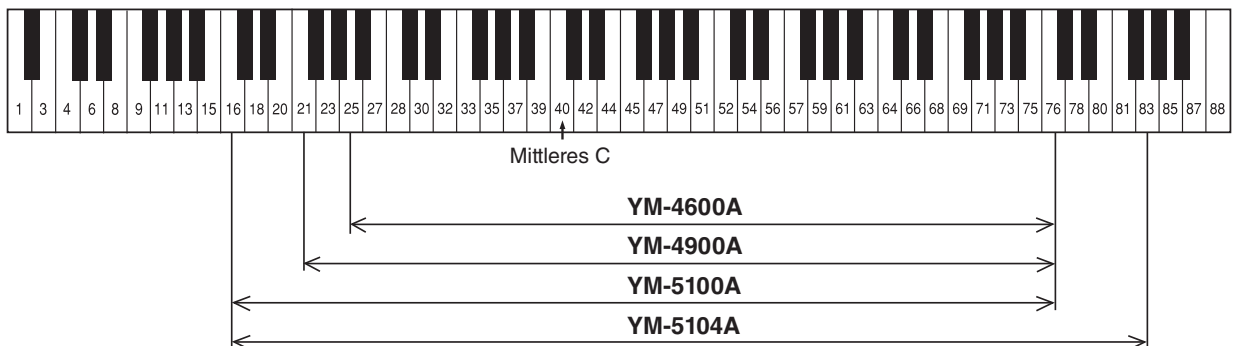 1 3 4 6 8 9 11 13 15 16 18 20 21 23 25 27 28 30 32 33 35 37 39 40 42 44 45 47 49 51 52 54 56 57 59 61 63 64 66 68 69 71 73 75 76 78 80 81 83 85 87 88
Mittleres C
YM-4600A
YM-4900A
YM-5100A
YM-5104A